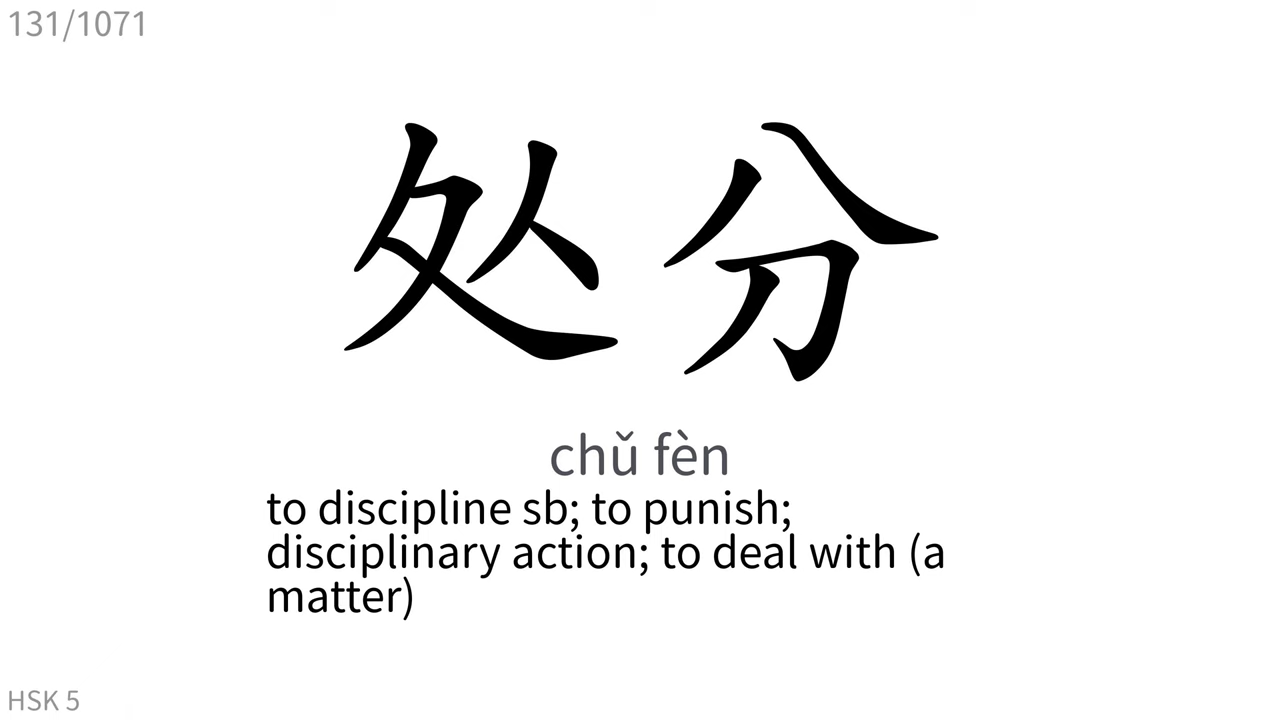 131/1071
处分
chǔ fèn
to discipline sb; to punish;
disciplinary action; to deal with (a
matter)
HSK 5